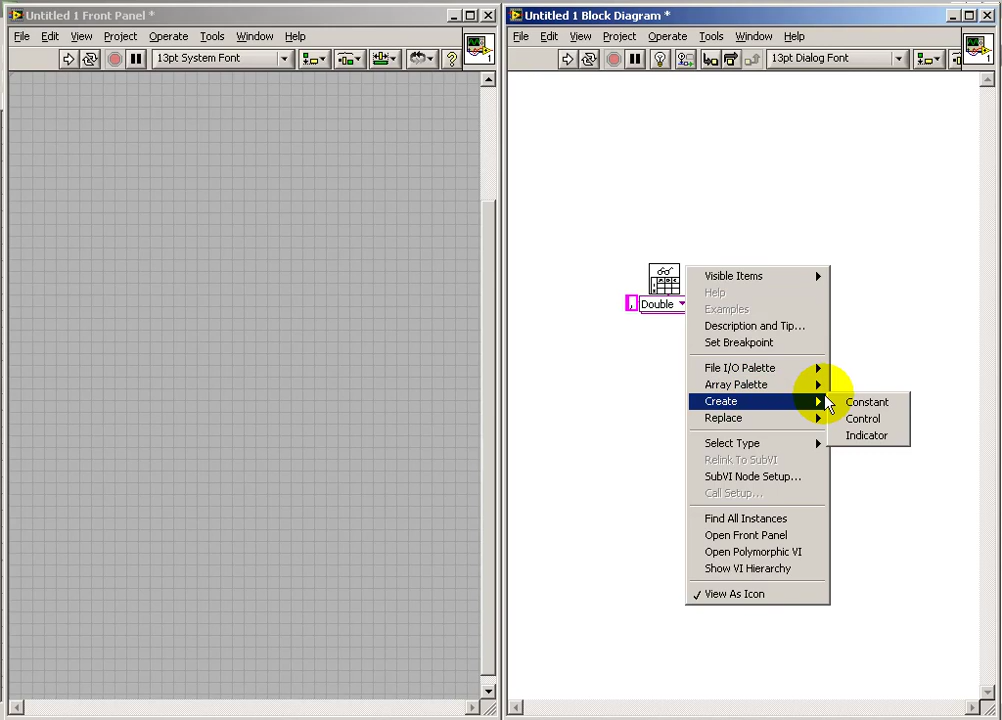 Untitled 1 Front Panel *
File Edit View Project Operate Tools Window Help
13pt System Font
?
1
Untitled 1 Block Diagram *
File Edit View Project Operate Tools Window Help
13pt Dialog Font
1
, Double
Visible Items
Help
Examples
Description and Tip...
Set Breakpoint
File I/O Palette
Array Palette
Create
Replace
Select Type
Relink To SubVI
SubVI Node Setup...
Call Setup...
Find All Instances
Open Front Panel
Open Polymorphic VI
Show VI Hierarchy
View As Icon
Constant
Control
Indicator